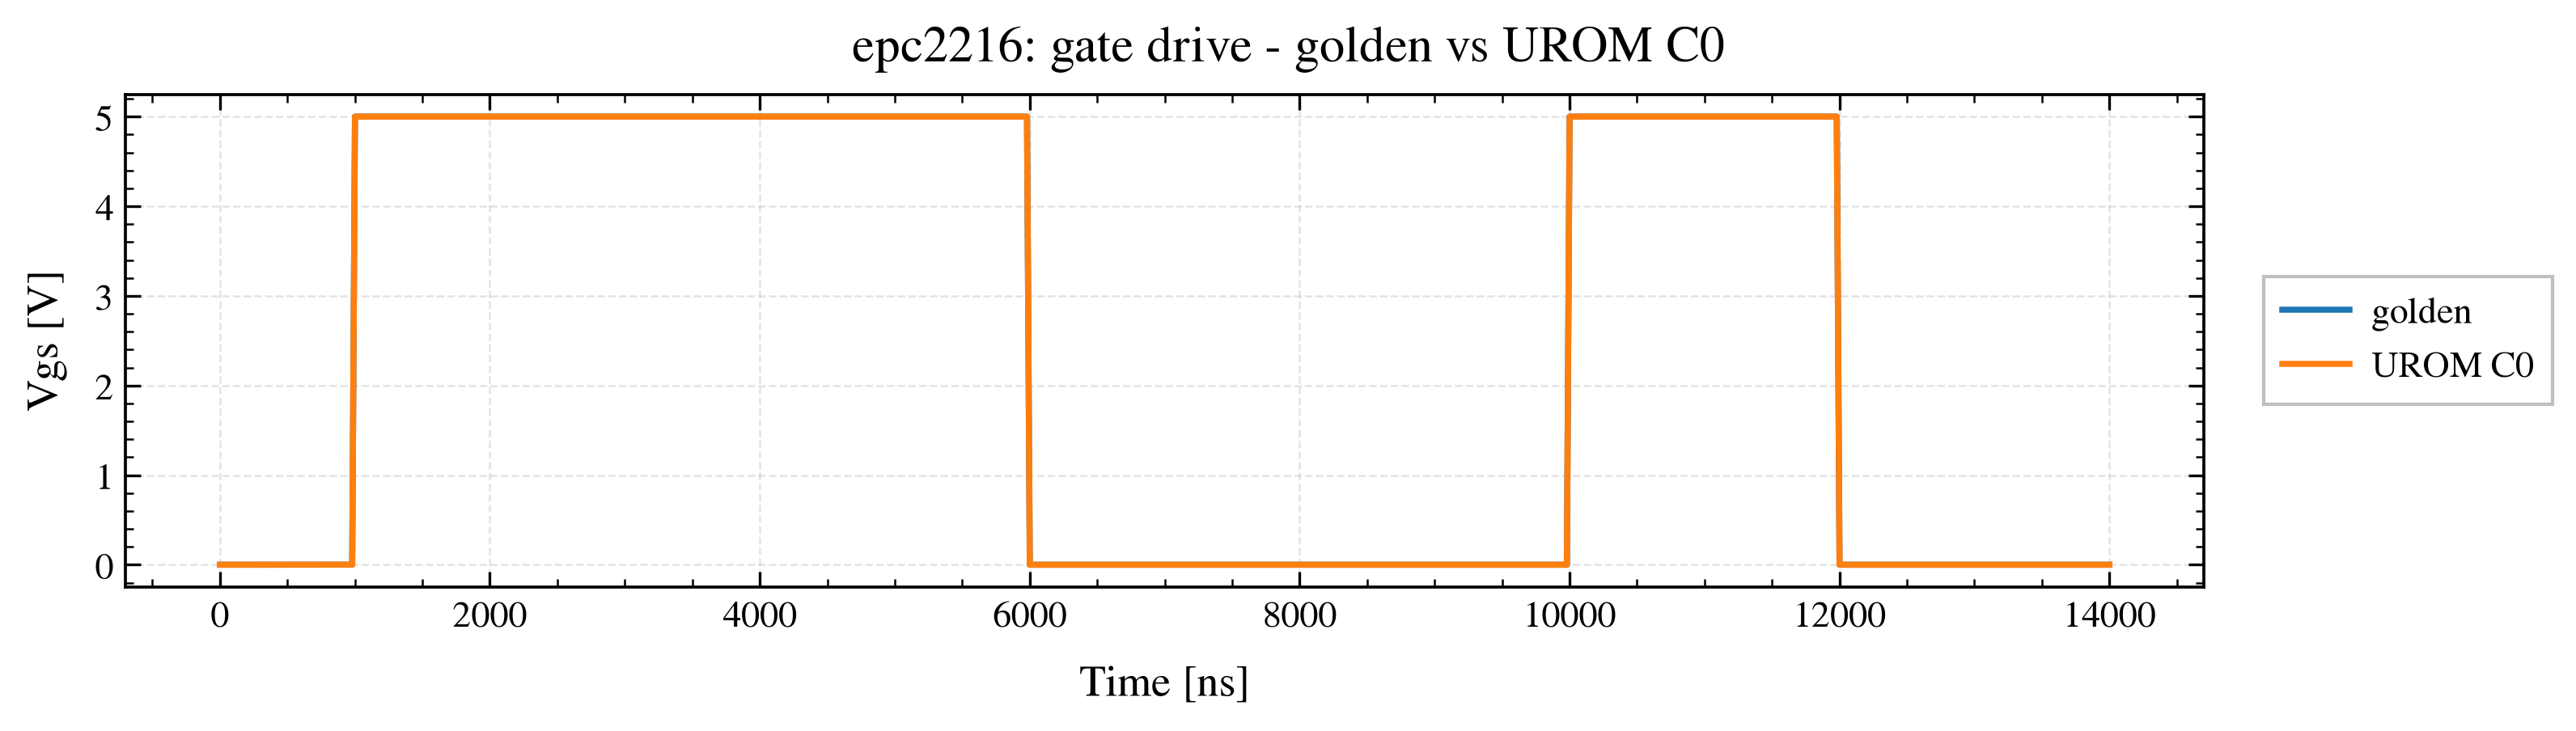 epc2216: gate drive - golden vs UROM C0
5
4
3
2
1
0
Vgs [V]
0 2000 4000 6000 8000 10000 12000 14000
Time [ns]
golden
UROM C0